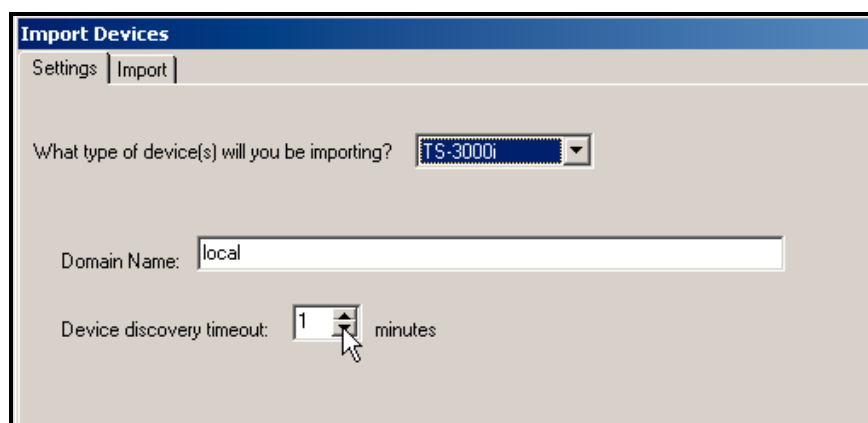 Import Devices
Settings Import
What type of device(s) will you be importing? TS-3000i
Domain Name: local
Device discovery timeout: 1 minutes